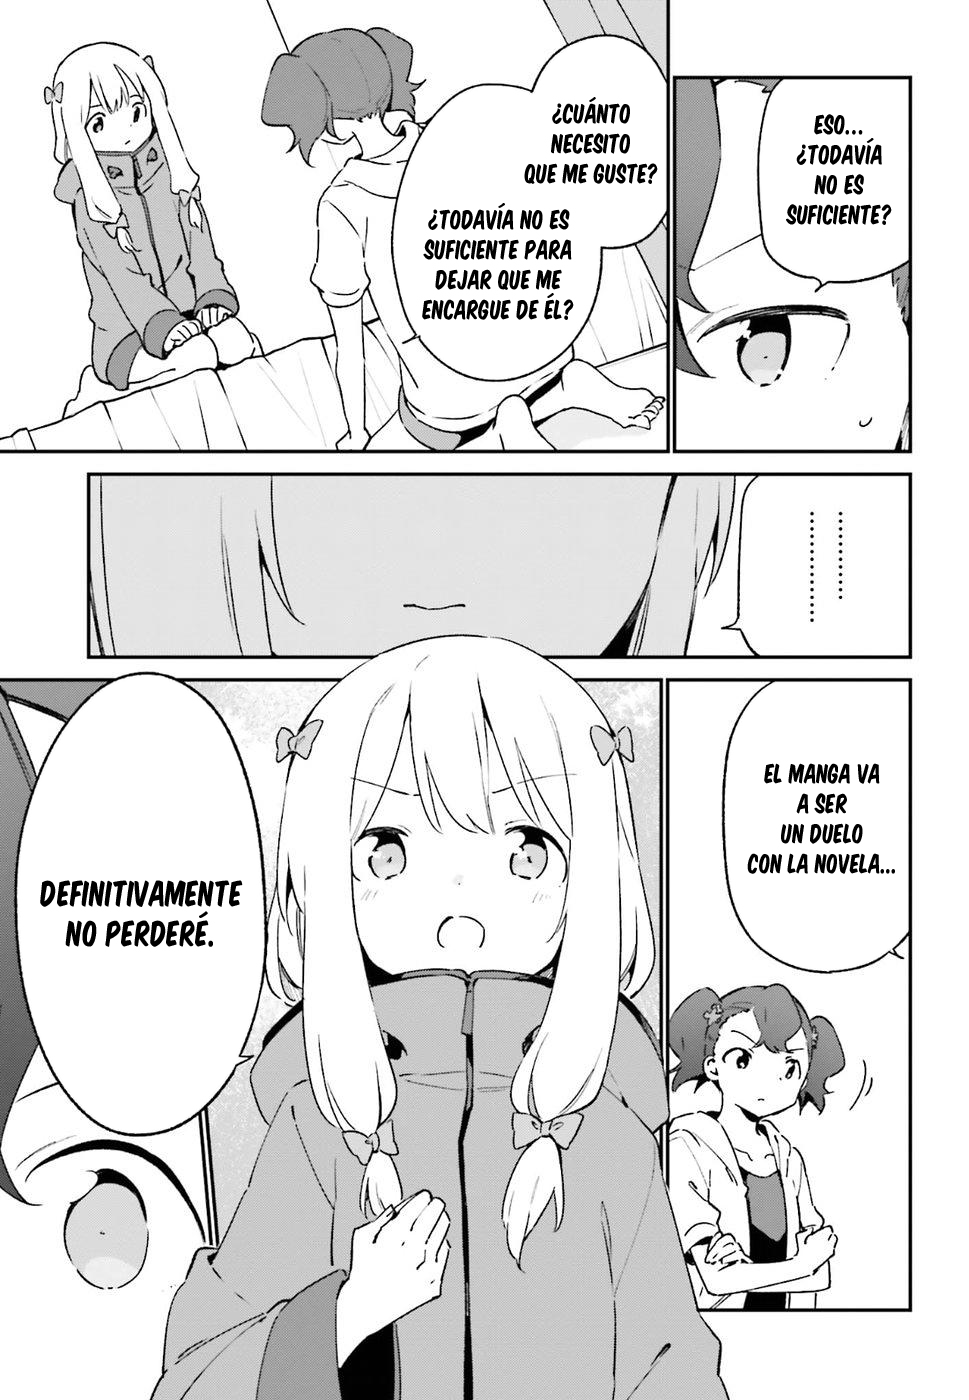 ESO...
¿TODAVÍA
NO ES
SUFICIENTE?
¿CUÁNTO
NECESITO
QUE ME GUSTE?
¿TODAVÍA NO ES
SUFICIENTE PARA
DEJAR QUE ME
ENCARGUE DE ÉL?
EL MANGA VA
A SER
UN DUELO
CON LA NOVELA...
DEFINITIVAMENTE
NO PERDERÉ.